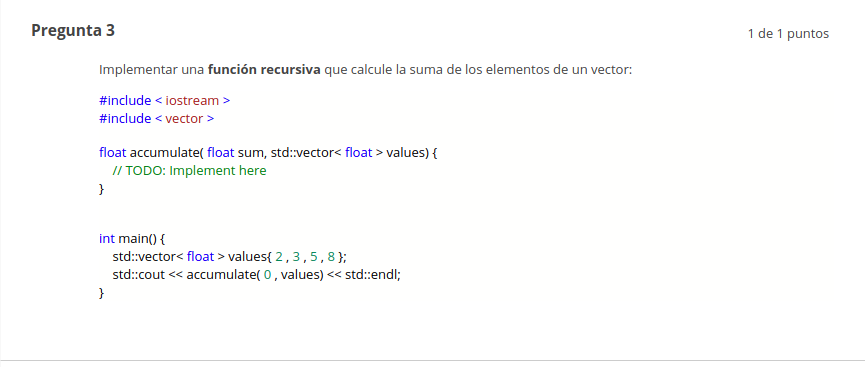 Pregunta 3
1 de 1 puntos
Implementar una función recursiva que calcule la suma de los elementos de un vector:
#include < iostream >
#include < vector >
float accumulate( float sum, std::vector< float > values) {
// TODO: Implement here
}
int main() {
std::vector< float > values{ 2 , 3 , 5 , 8 };
std::cout << accumulate( 0 , values) << std::endl;
}